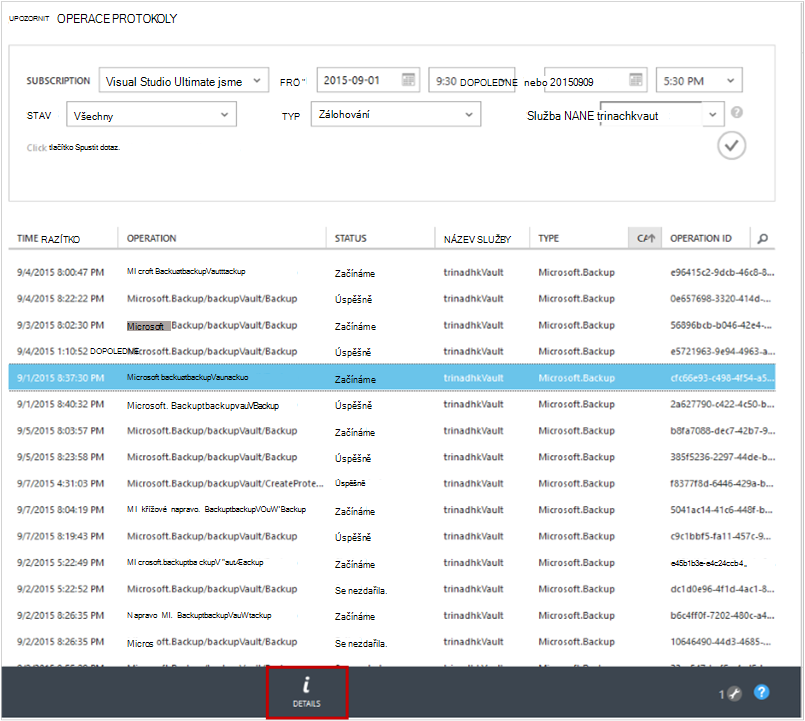 UPOZORNIT OPERACE PROTOKOLY
SUBSCRIPTION Visual Studio Ultimate jsme FRO" 2015-09-01 9:30 DOPOLEDNE nebo 20150909 5:30 PM
STAV Všechny TYP Zálohování Služba NANE trinachkvaut
Click tlačítko Spustit dotaz.
TIME RAZÍTKO OPERATION STATUS NÁZEV SLUŽBY TYPE OPERATION ID
9/4/2015 8:00:47 PM MI croft BackuatbackupVauttackup Začínáme trinadhkVault Microsoft.Backup e96415c2-9dcb-46c8-8...
9/4/2015 8:22:22 PM Microsoft.Backup/backupVault/Backup Úspěšně trinadhkVault Microsoft.Backup 0e657698-3320-414d-...
9/3/2015 8:02:30 PM Microsoft Backup/backupVault/Backup Začínáme trinadhkVault Microsoft.Backup 56896bcb-b046-42e4-...
9/4/2015 1:10:52 DOPOLEDNE Microsoft.Backup/backupVault/Backup Úspěšně trinadhkVault Microsoft.Backup e5721963-9e94-4963-a...
9/1/2015 8:37:30 PM Microsoft backuatbackupVaunackuo Začínáme trinadhkVault Microsoft.Backup cfc66e93-c498-4f54-a5...
9/1/2015 8:40:32 PM Microsoft. BackuptbackupvauVBackup Úspěšně trinadhkVault Microsoft.Backup 2a627790-c422-4c50-b...
9/5/2015 8:03:57 PM Microsoft.Backup/backupVault/Backup Začínáme trinadhkVault Microsoft.Backup b8fa7088-dec7-42b7-9...
9/5/2015 8:23:58 PM Microsoft.Backup/backupVault/Backup Úspěšně trinadhkVault Microsoft.Backup 385f5236-2297-44de-b...
9/7/2015 4:31:03 PM Microsoft.Backup/backupVault/CreateProte... Úspěšně trinadhkVault Microsoft.Backup f8377f8d-6446-429a-b...
9/7/2015 8:04:19 PM MI křížové napravo. BackuptbackupVOuW"Backup Začínáme trinadhkVault Microsoft.Backup 5041ac14-41c6-448f-b...
9/7/2015 8:19:43 PM Microsoft.Backup/backupVault/Backup Úspěšně trinadhkVault Microsoft.Backup c9c1bbf5-fa11-457c-9...
9/2/2015 5:22:49 PM MI crosoft.backuptba ckupV "aut/Eackup Začínáme trinadhkVault Microsoft.Backup e45b1b3e-e4c24ccb4_
9/2/2015 5:22:52 PM Microsoft.Backup/backupVault/Backup Se nezdařila. trinadhkVault Microsoft.Backup dc1d0e96-4f1d-4ac1-8...
9/2/2015 8:26:35 PM Napravo MI. BackuptbackupVauWtackup Začínáme trinadhkVault Microsoft.Backup b6c4ff0f-7202-480c-a4...
9/2/2015 8:26:35 PM Micros oft.Backup/backupVault/Backup Se nezdařila. trinadhkVault Microsoft.Backup 10646490-44d3-4685-...
i
DETAILS
1 ?